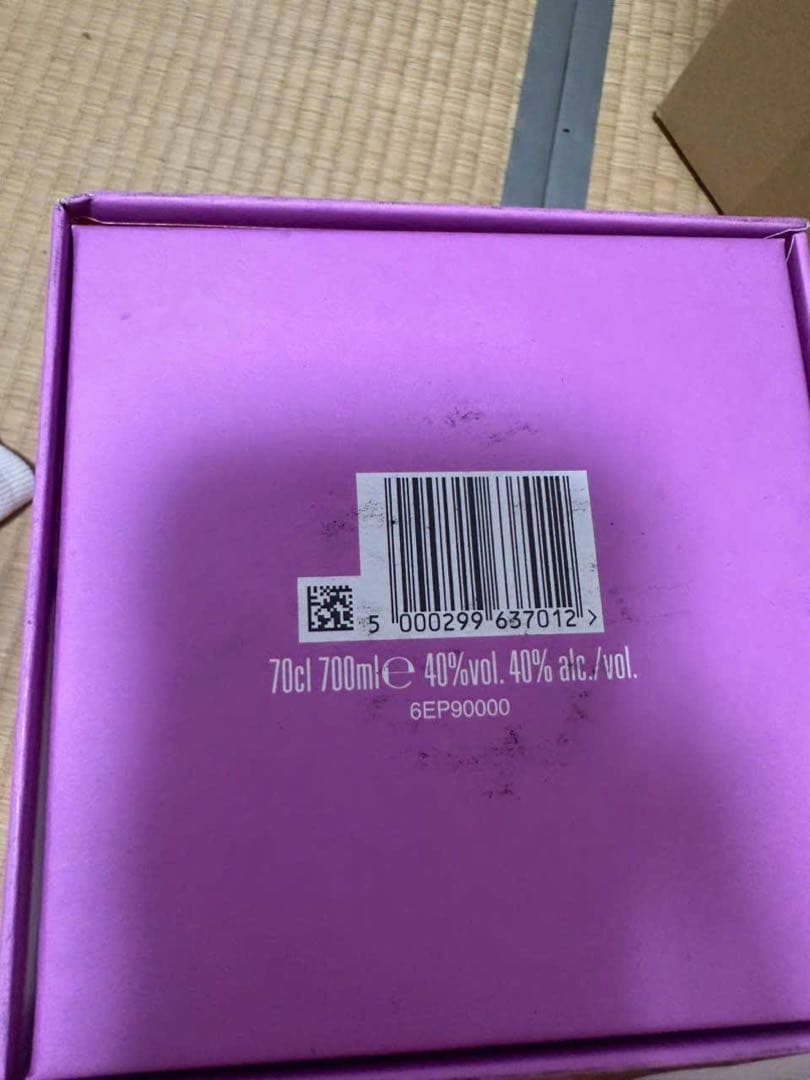 5 000299 637012 >
70cl 700ml℮ 40%vol. 40% alc./vol.
6EP90000